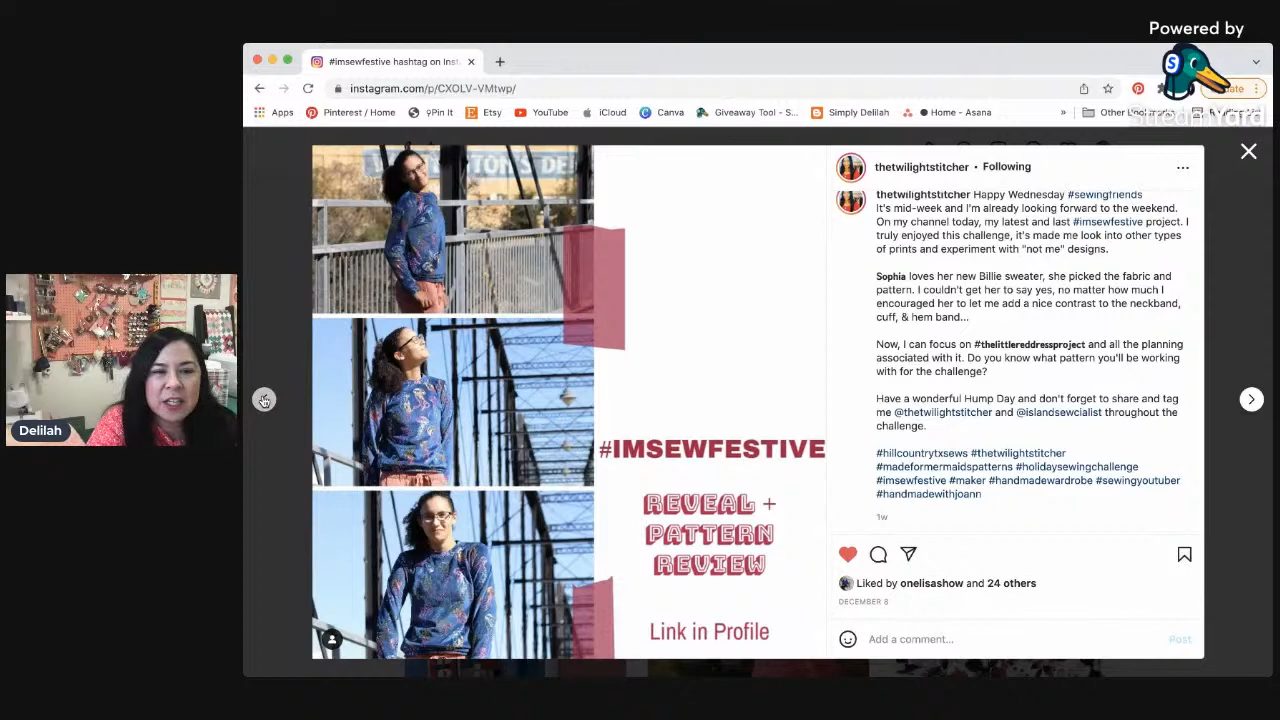 Powered by
StreamYard
#imsewfestive hashtag on Inst
instagram.com/p/CXOLV-VMtwp/
Apps Pinterest / Home 9Pin It Etsy YouTube iCloud Canva Giveaway Tool - S... Simply Delilah Home - Asana » Other Bookmarks
thetwilightstitcher • Following
thetwilightstitcher Happy Wednesday #sewingfriends
It's mid-week and I'm already looking forward to the weekend.
On my channel today, my latest and last #imsewfestive project. I
truly enjoyed this challenge, it's made me look into other types
of prints and experiment with "not me" designs.
Sophia loves her new Billie sweater, she picked the fabric and
pattern. I couldn't get her to say yes, no matter how much I
encouraged her to let me add a nice contrast to the neckband,
cuff, & hem band...
Now, I can focus on #thelittlereddressproject and all the planning
associated with it. Do you know what pattern you'll be working
with for the challenge?
Have a wonderful Hump Day and don't forget to share and tag
me @thetwilightstitcher and @islandsewcialist throughout the
challenge.
#hillcountrytxsews #thetwilightstitcher
#madeformermaidspatterns #holidaysewingchallenge
#imsewfestive #maker #handmadewardrobe #sewingyoutuber
#handmadewithjoann
1w
Liked by onelisashow and 24 others
DECEMBER 8
Add a comment... Post
#IMSEWFESTIVE
REVEAL +
PATTERN
REVIEW
Link in Profile
Delilah